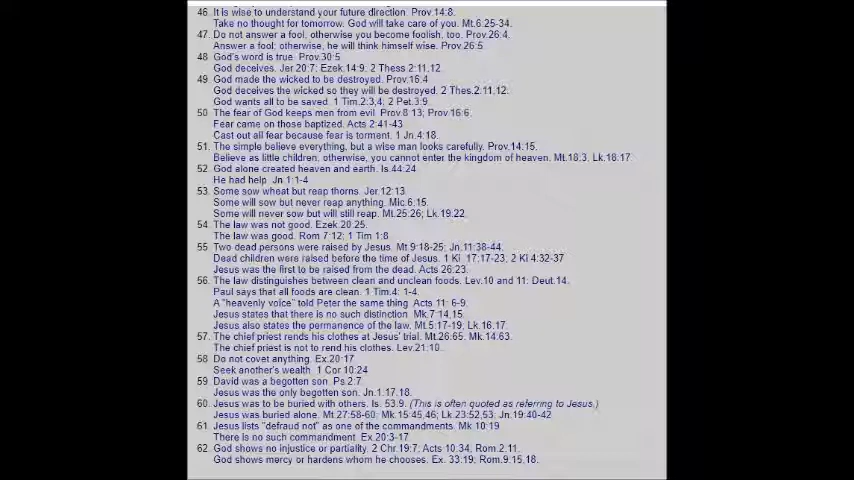 46. It is wise to understand your future direction. Prov.14:8.
Take no thought for tomorrow. God will take care of you. Mt.6:25-34.
47. Do not answer a fool, otherwise you become foolish, too. Prov.26:4.
Answer a fool; otherwise, he will think himself wise. Prov.26:5
48 God's word is true. Prov.30:5
God deceives. Jer 20:7; Ezek.14:9, 2 Thess 2:11,12
49 God made the wicked to be destroyed. Prov.16:4
God deceives the wicked so they will be destroyed. 2 Thes.2:11,12.
God wants all to be saved. 1 Tim.2:3,4; 2 Pet.3:9.
50 The fear of God keeps men from evil. Prov.8:13; Prov 16:6.
Fear came on those baptized. Acts 2:41-43
Cast out all fear because fear is torment. 1 Jn.4:18.
51. The simple believe everything, but a wise man looks carefully. Prov.14:15.
Believe as little children, otherwise, you cannot enter the kingdom of heaven. Mt.18:3. Lk.18:17.
52. God alone created heaven and earth. Is.44:24
He had help. Jn.1:1-4
53. Some sow wheat but reap thorns. Jer.12:13
Some will sow but never reap anything. Mic.6:15.
Some will never sow but will still reap. Mt.25:26; Lk.19:22.
54. The law was not good. Ezek.20:25.
The law was good. Rom 7:12; 1 Tim 1:8
55 Two dead persons were raised by Jesus. Mt.9:18-25; Jn.11:38-44.
Dead children were raised before the time of Jesus. 1 Ki. 17:17-23; 2 Ki 4:32-37
Jesus was the first to be raised from the dead. Acts 26:23.
56. The law distinguishes between clean and unclean foods. Lev.10 and 11: Deut.14.
Paul says that all foods are clean. 1 Tim.4: 1-4.
A "heavenly voice" told Peter the same thing. Acts 11: 6-9.
Jesus states that there is no such distinction. Mk.7:14,15.
Jesus also states the permanence of the law. Mt.5:17-19; Lk.16:17.
57. The chief priest rends his clothes at Jesus' trial. Mt.26:65. Mk.14:63.
The chief priest is not to rend his clothes. Lev.21:10.
58 Do not covet anything. Ex.20:17
Seek another's wealth. 1 Cor 10:24
59. David was a begotten son. Ps.2:7.
Jesus was the only begotten son. Jn.1:17,18.
60. Jesus was to be buried with others. Is. 53:9. (This is often quoted as referring to Jesus.)
Jesus was buried alone. Mt.27:58-60: Mk.15:45,46; Lk 23:52,53; Jn.19:40-42
61 Jesus lists "defraud not" as one of the commandments. Mk 10:19
There is no such commandment. Ex.20:3-17
62. God shows no injustice or partiality. 2 Chr 19:7; Acts 10:34; Rom 2.11.
God shows mercy or hardens whom he chooses. Ex. 33:19; Rom.9:15,18.